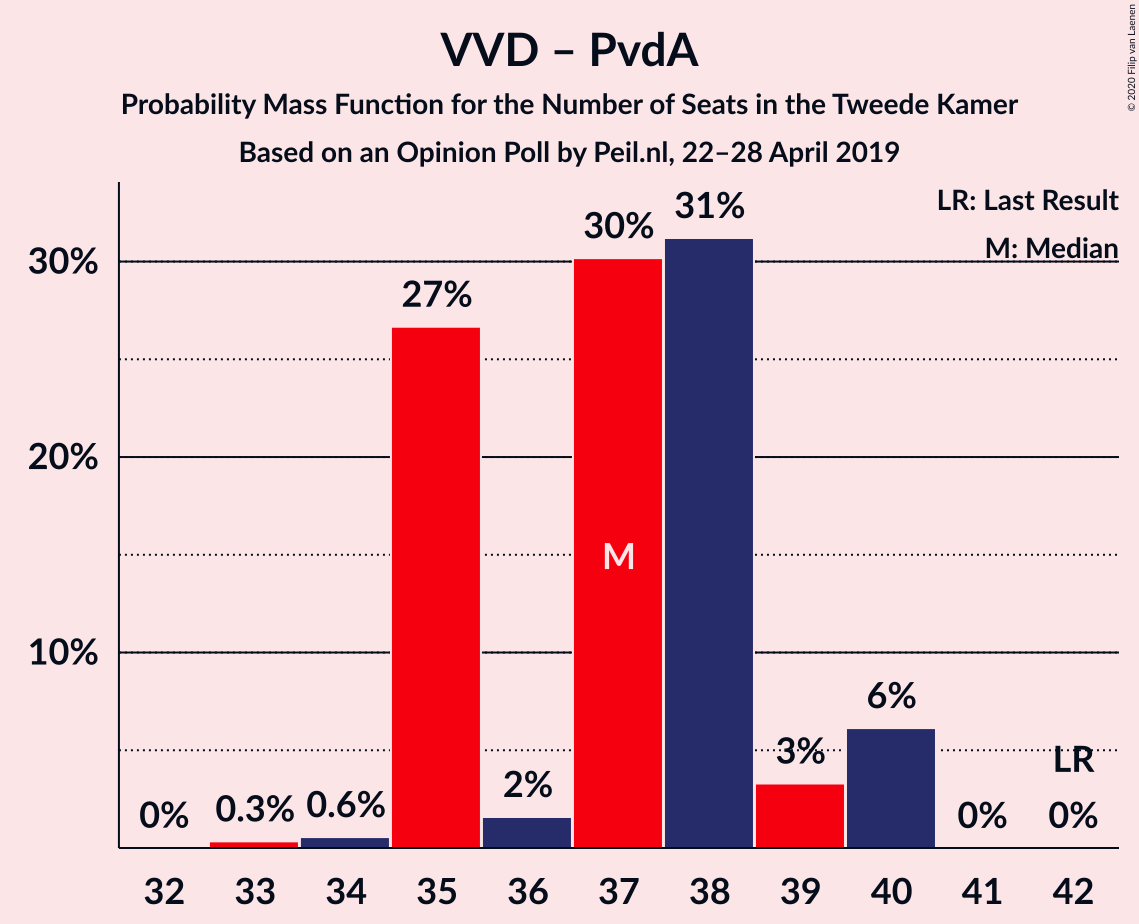 VVD – PvdA
Probability Mass Function for the Number of Seats in the Tweede Kamer
Based on an Opinion Poll by Peil.nl, 22–28 April 2019
© 2020 Filip van Laenen
LR: Last Result
M: Median
30%
20%
10%
0%
0.3%
0.6%
27%
2%
30%
M
31%
3%
6%
0%
LR
0%
32 33 34 35 36 37 38 39 40 41 42